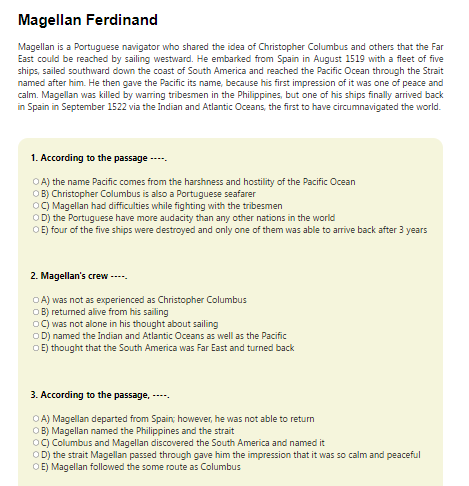 Magellan Ferdinand
Magellan is a Portuguese navigator who shared the idea of Christopher Columbus and others that the Far
East could be reached by sailing westward. He embarked from Spain in August 1519 with a fleet of five
ships, sailed southward down the coast of South America and reached the Pacific Ocean through the Strait
named after him. He then gave the Pacific its name, because his first impression of it was one of peace and
calm. Magellan was killed by warring tribesmen in the Philippines, but one of his ships finally arrived back
in Spain in September 1522 via the Indian and Atlantic Oceans, the first to have circumnavigated the world.
1. According to the passage ----.
A) the name Pacific comes from the harshness and hostility of the Pacific Ocean
B) Christopher Columbus is also a Portuguese seafarer
C) Magellan had difficulties while fighting with the tribesmen
D) the Portuguese have more audacity than any other nations in the world
E) four of the five ships were destroyed and only one of them was able to arrive back after 3 years
2. Magellan's crew ----.
A) was not as experienced as Christopher Columbus
B) returned alive from his sailing
C) was not alone in his thought about sailing
D) named the Indian and Atlantic Oceans as well as the Pacific
E) thought that the South America was Far East and turned back
3. According to the passage, ----.
A) Magellan departed from Spain; however, he was not able to return
B) Magellan named the Philippines and the strait
C) Columbus and Magellan discovered the South America and named it
D) the strait Magellan passed through gave him the impression that it was so calm and peaceful
E) Magellan followed the some route as Columbus